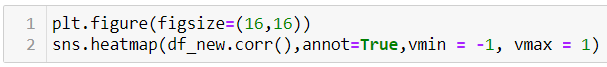 1 plt.figure(figsize=(16,16))
2 sns.heatmap(df_new.corr(),annot=True,vmin = -1, vmax = 1)